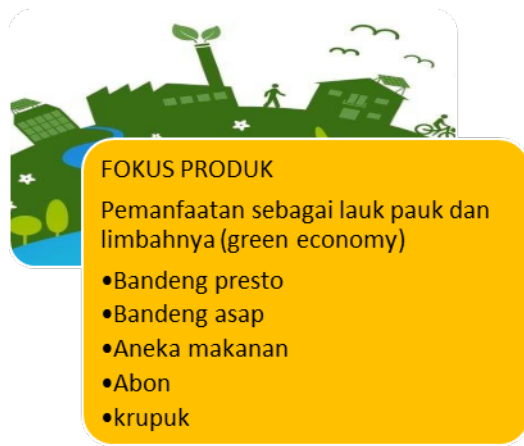 FOKUS PRODUK
Pemanfaatan sebagai lauk pauk dan
limbahnya (green economy)
•Bandeng presto
•Bandeng asap
•Aneka makanan
•Abon
•krupuk